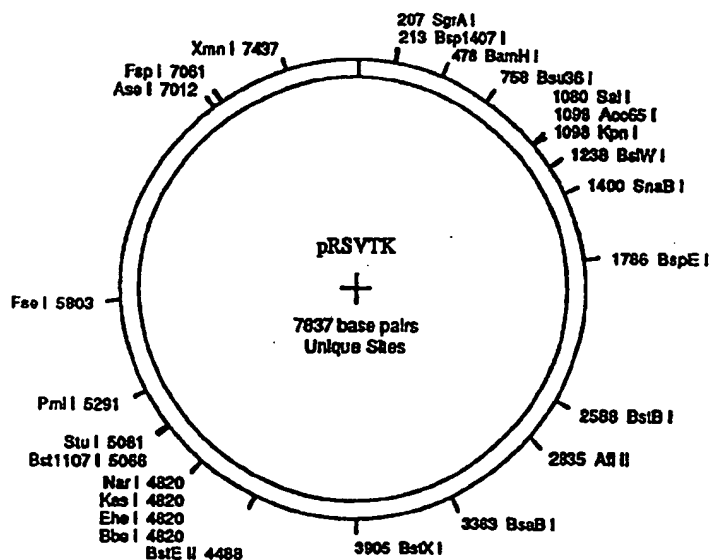 207 SgrA I
213 Bsp1407 I
478 BamH I
758 Bsu36 I
1080 Sal I
1098 Acc65 I
1098 Kpn I
1238 BsiW I
1400 SnaB I
1786 BspE I
2588 BstB I
2835 Afl II
3363 BsaB I
3905 BstX I
BstE II 4488
Bbe I 4820
Ehe I 4820
Kas I 4820
Nar I 4820
Bst1107 I 5066
Stu I 5081
Pml I 5291
Fse I 5803
Ase I 7012
Fsp I 7061
Xmn I 7437
pRSVTK
7837 base pairs
Unique Sites